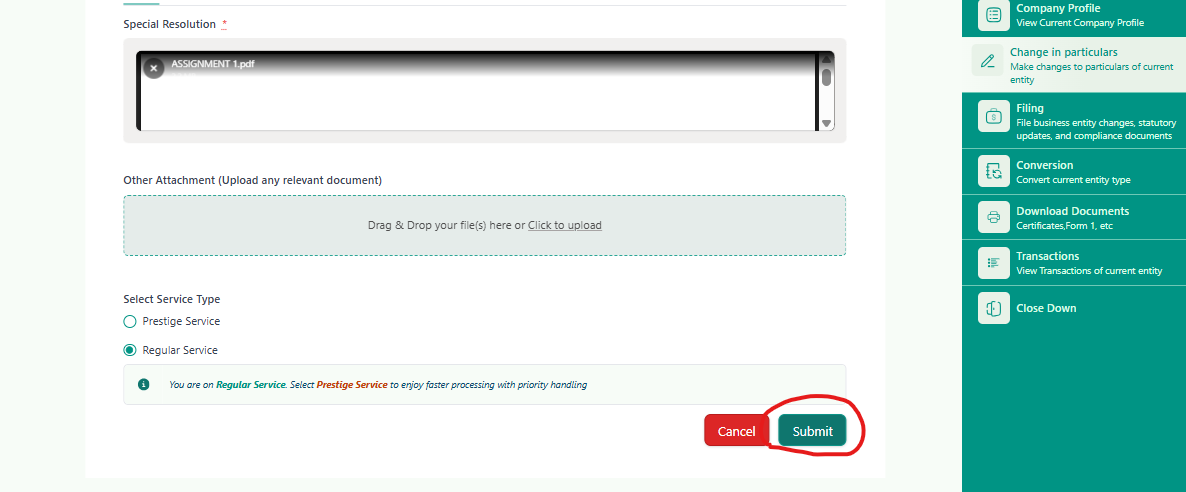 Special Resolution *
ASSIGNMENT 1.pdf
Other Attachment (Upload any relevant document)
Drag & Drop your file(s) here or Click to upload
Select Service Type
Prestige Service
Regular Service
You are on Regular Service. Select Prestige Service to enjoy faster processing with priority handling
Cancel
Submit
Company Profile
View Current Company Profile
Change in particulars
Make changes to particulars of current
entity
Filing
File business entity changes, statutory
updates, and compliance documents
Conversion
Convert current entity type
Download Documents
Certificates,Form 1, etc
Transactions
View Transactions of current entity
Close Down